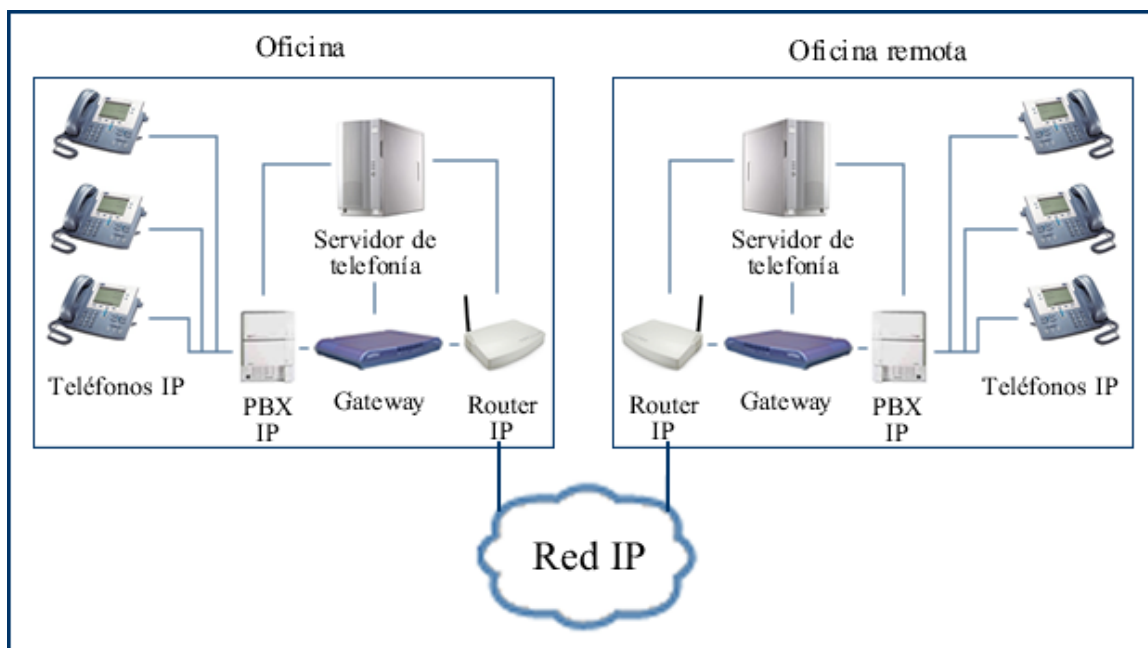 Oficina
Oficina remota
Servidor de
telefonía
Servidor de
telefonía
Teléfonos IP
PBX
IP
Gateway
Router
IP
Router
IP
Gateway
PBX
IP
Teléfonos IP
Red IP